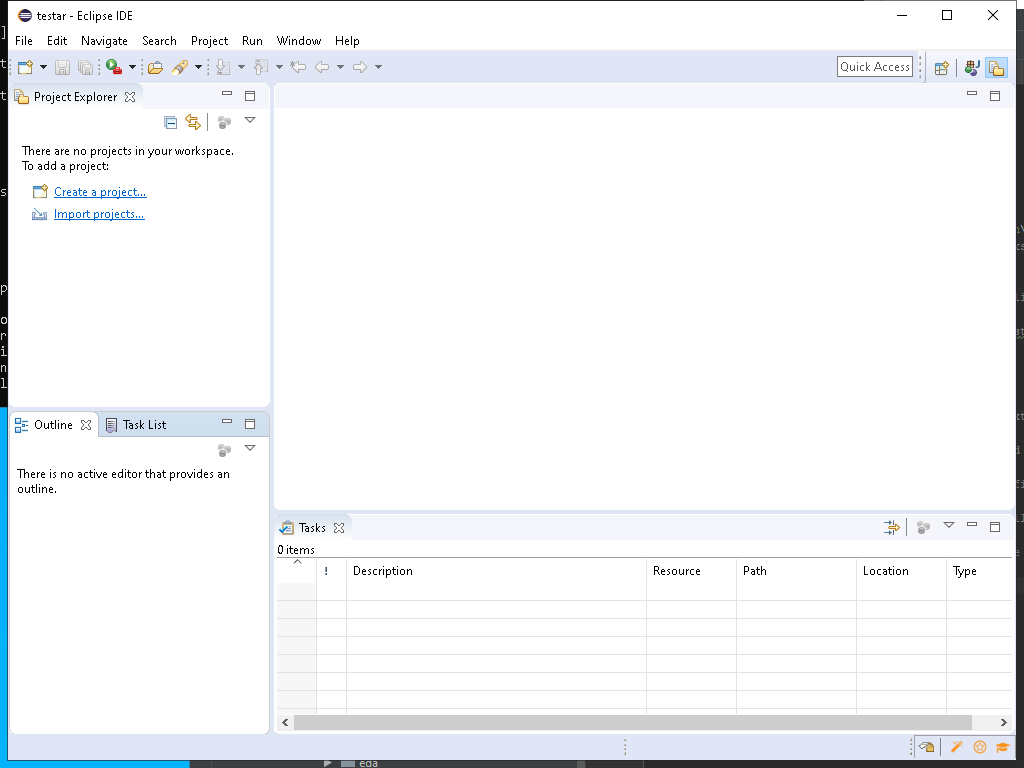 testar - Eclipse IDE
File Edit Navigate Search Project Run Window Help
Quick Access
Project Explorer
There are no projects in your workspace.
To add a project:
Create a project...
Import projects...
Outline
Task List
There is no active editor that provides an
outline.
Tasks
0 items
! Description Resource Path Location Type
eda